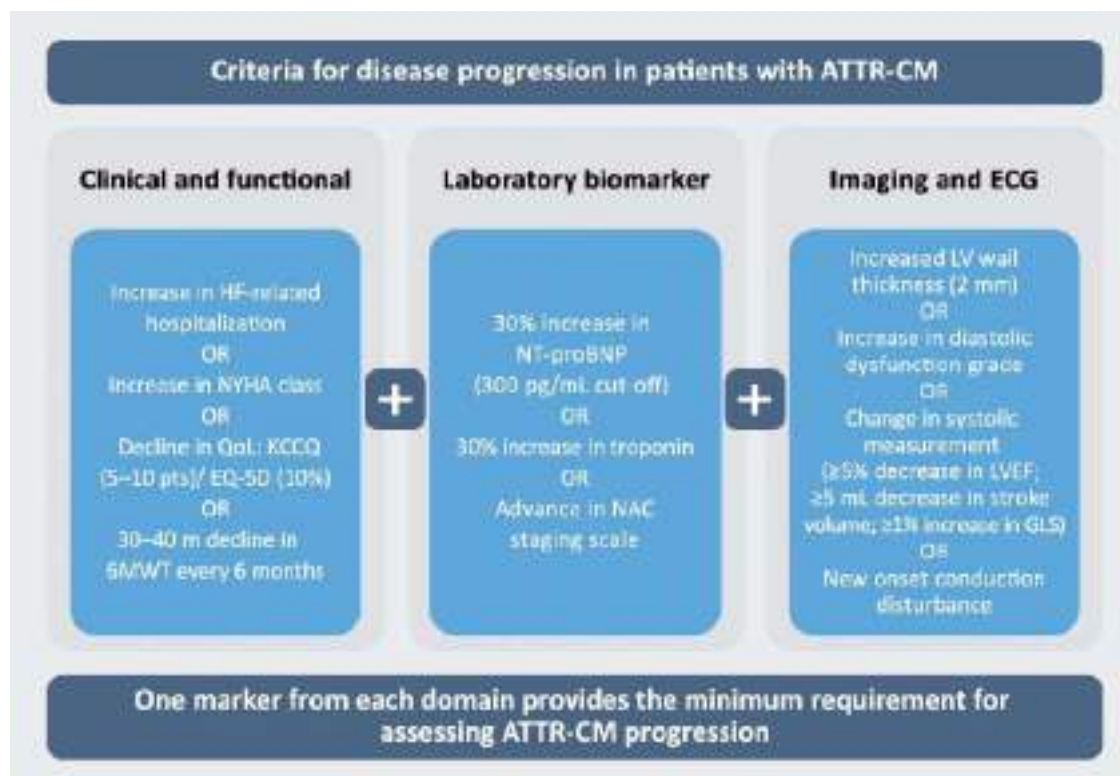 Criteria for disease progression in patients with ATTR-CM
Clinical and functional
Increase in HF-related
hospitalization
OR
Increase in NYHA class
OR
Decline in QoL: KCCQ
(5–10 pts)/ EQ-5D (10%)
OR
30–40 m decline in
6MWT every 6 months
+
Laboratory biomarker
30% increase in
NT-proBNP
(300 pg/mL cut off)
OR
30% increase in troponin
OR
Advance in NAC
staging scale
+
Imaging and ECG
Increased LV wall
thickness (2 mm)
OR
Increase in diastolic
dysfunction grade
OR
Change in systolic
measurement
(≥5% decrease in LVEF;
≥5 mL decrease in stroke
volume; ≥1% increase in GLS)
OR
New onset conduction
disturbance
One marker from each domain provides the minimum requirement for
assessing ATTR-CM progression